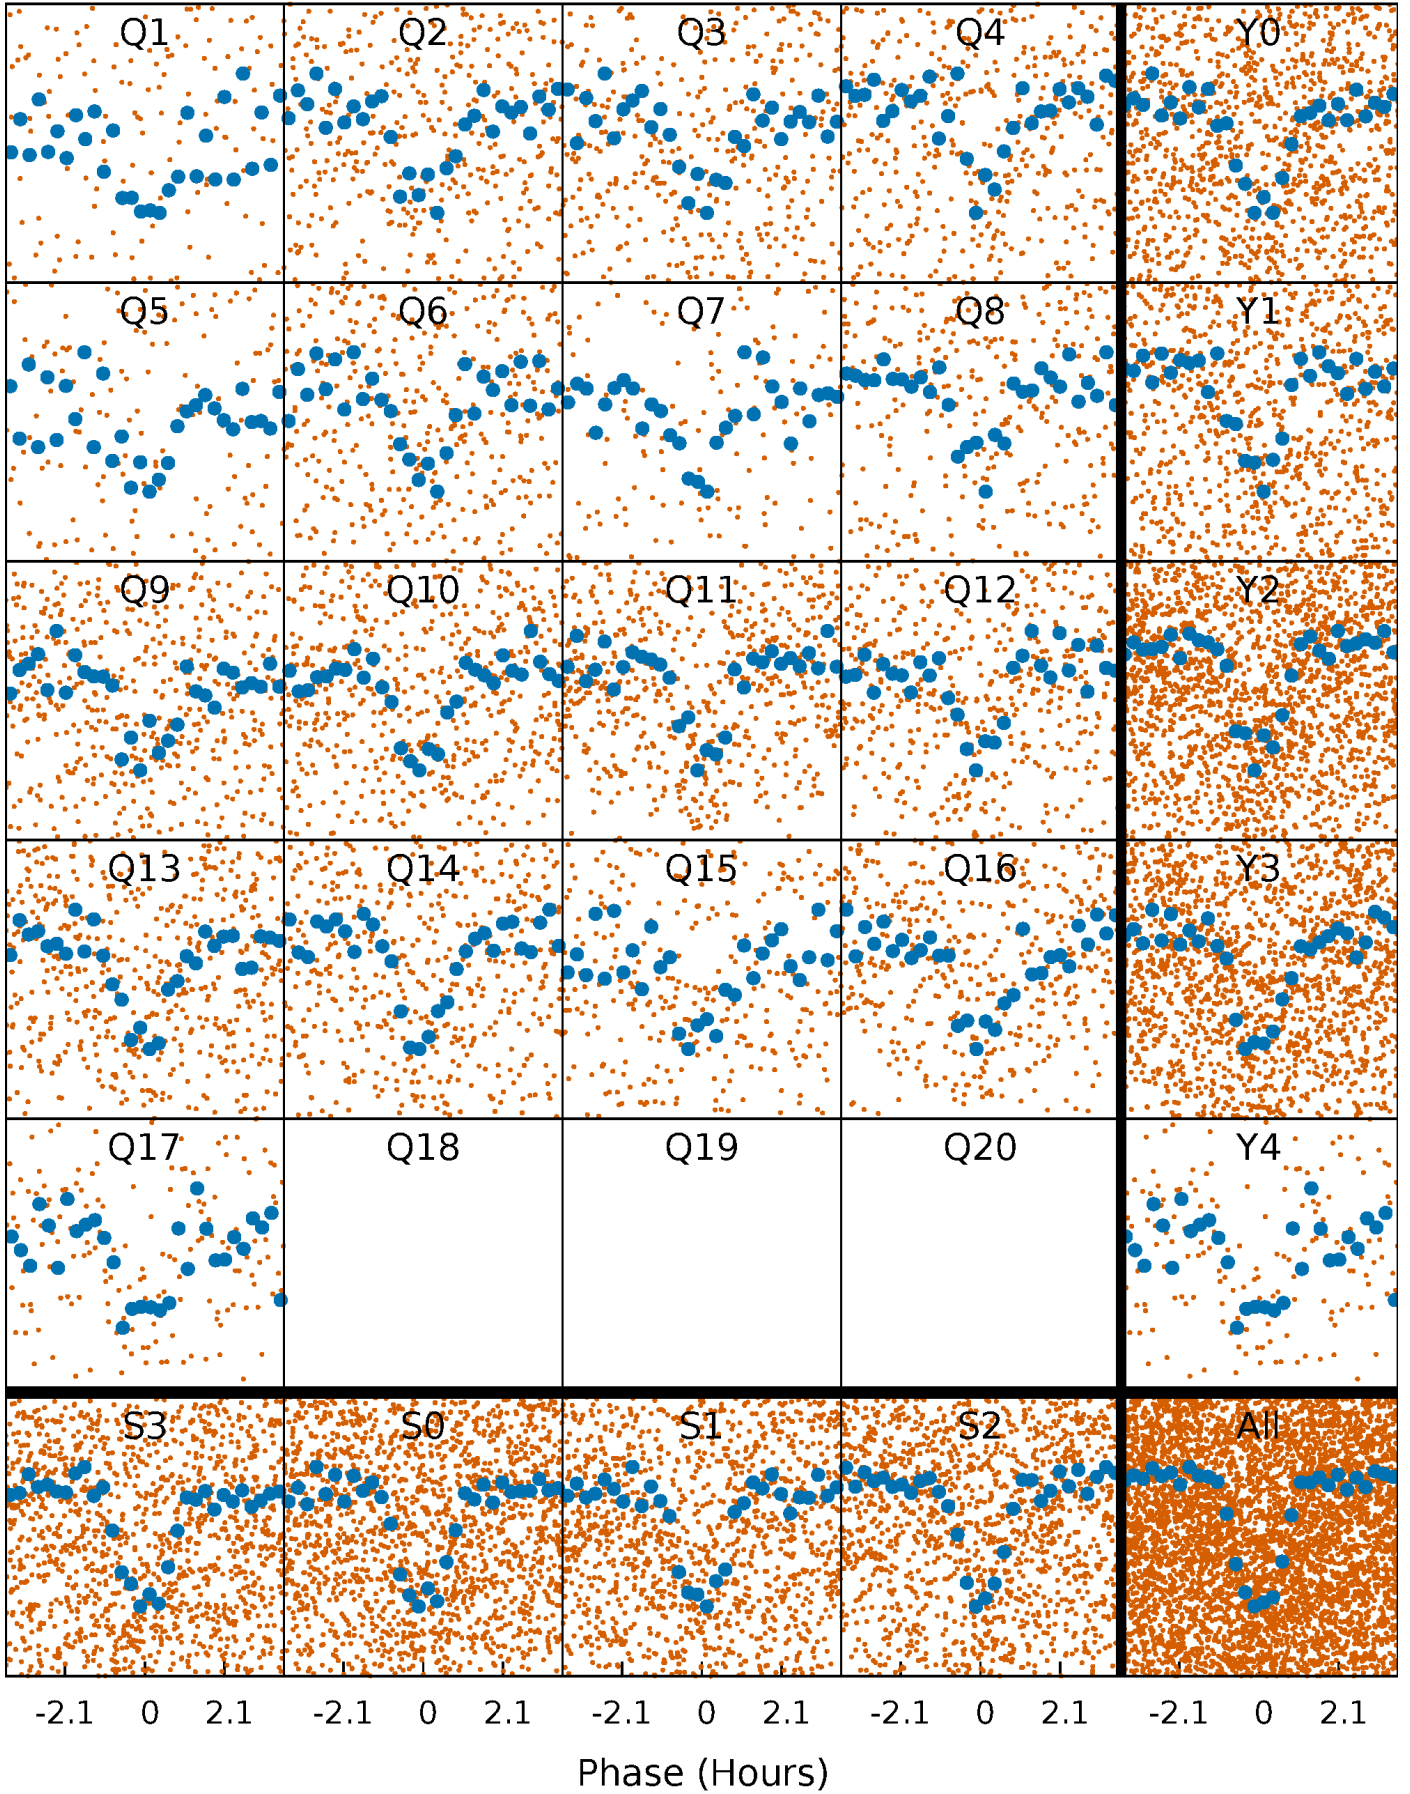 Q1 Q2 Q3 Q4 Y0
Q5 Q6 Q7 Q8 Y1
Q9 Q10 Q11 Q12 Y2
Q13 Q14 Q15 Q16 Y3
Q17 Q18 Q19 Q20 Y4
S3 S0 S1 S2 All
-2.1 0 2.1 -2.1 0 2.1 -2.1 0 2.1 -2.1 0 2.1 -2.1 0 2.1
Phase (Hours)